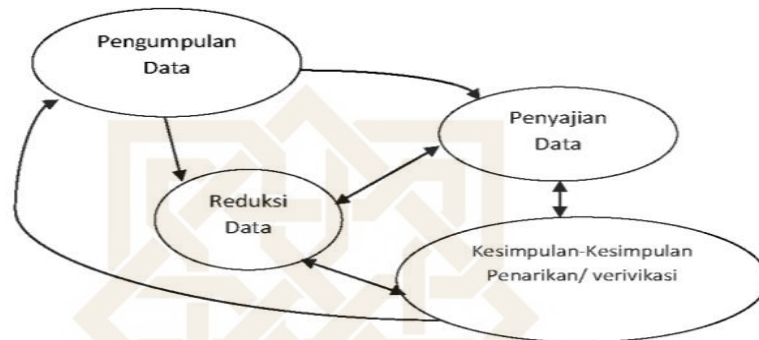 Pengumpulan
Data
Penyajian
Data
Reduksi
Data
Kesimpulan-Kesimpulan
Penarikan/ verivikasi